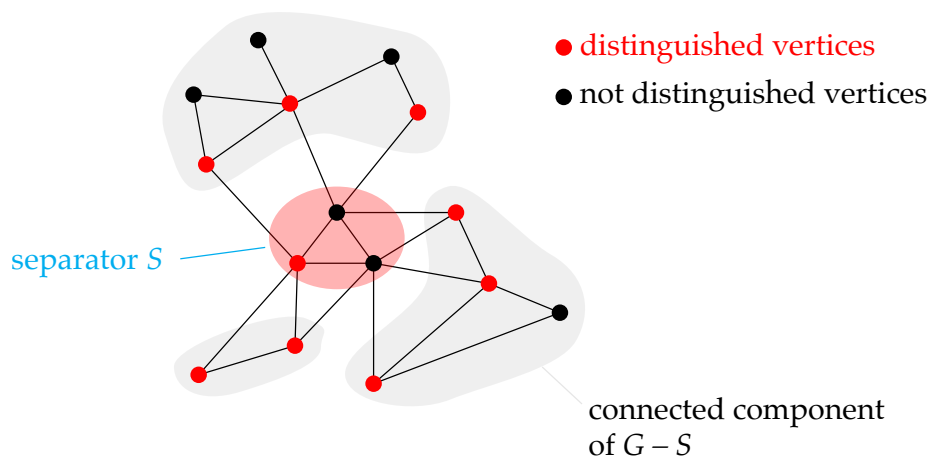 distinguished vertices
not distinguished vertices
separator S
connected component
of G – S